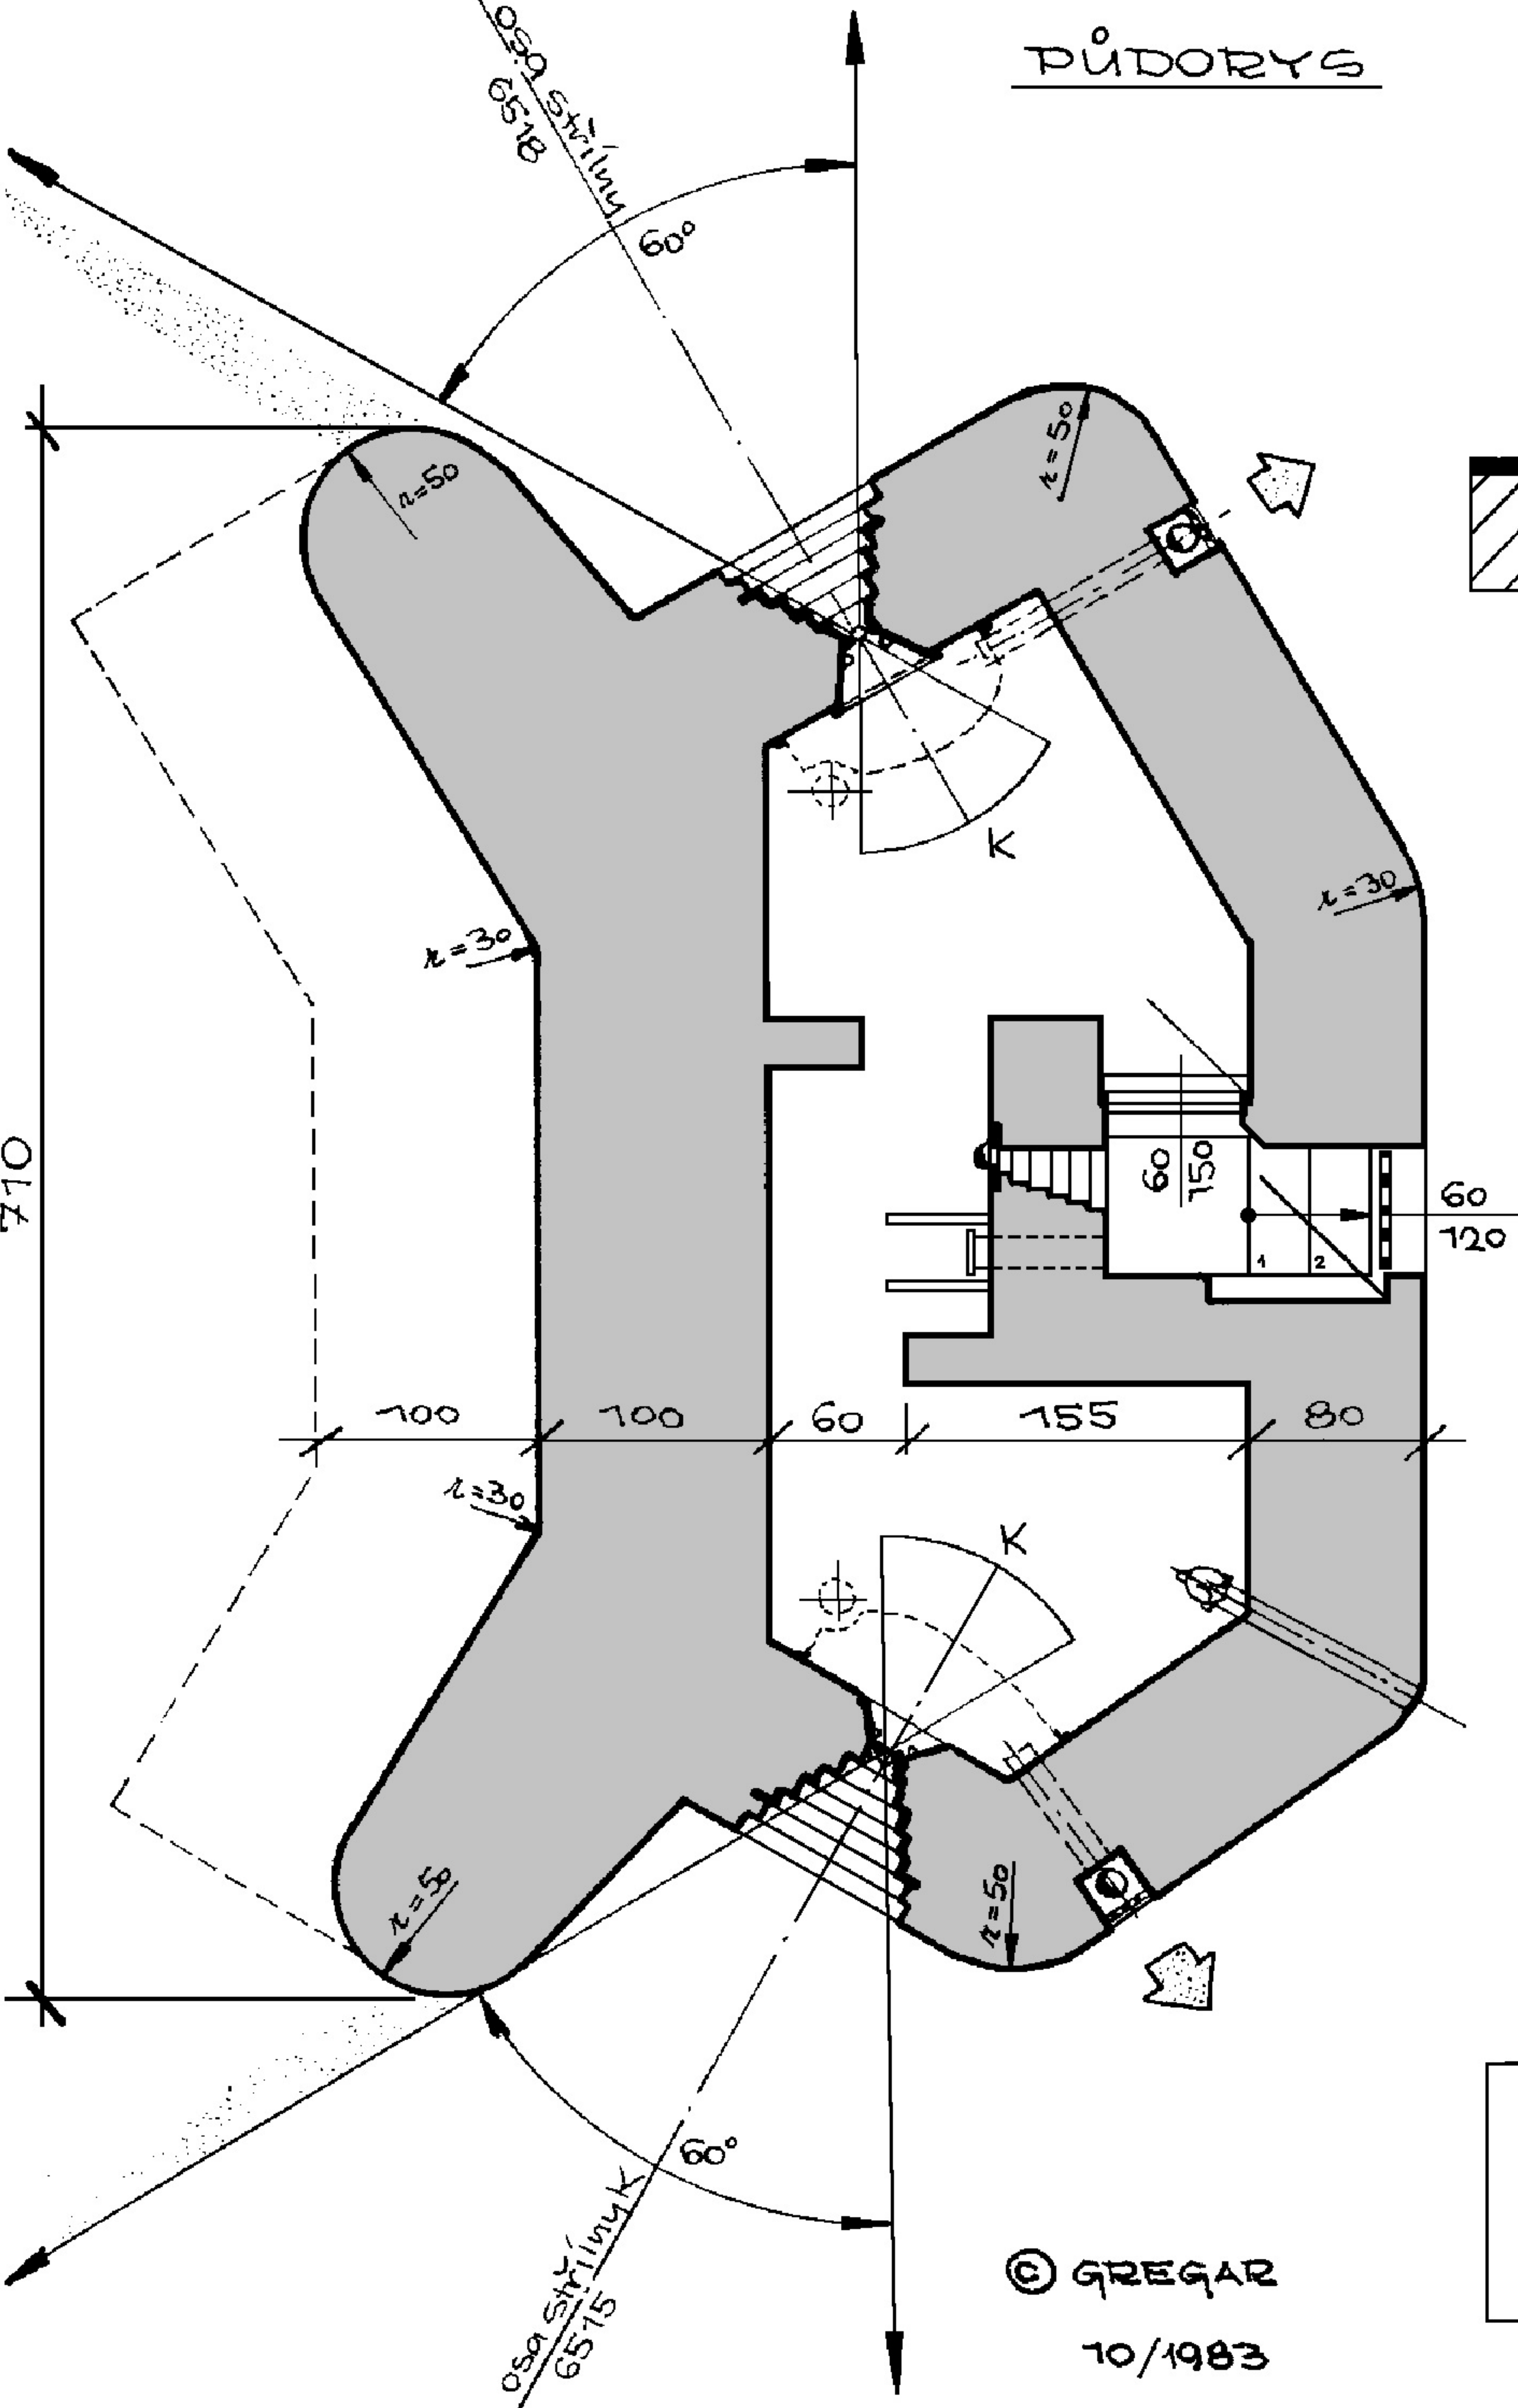 PŮDORYS
osa střílny
6518
60°
r=50
r=50
K
r=30
r=30
710
60
150
60
120
1
2
100
100
60
155
80
r=30
K
r=50
r=50
60°
osa střílny K
6515
© GREGAR
10/1983